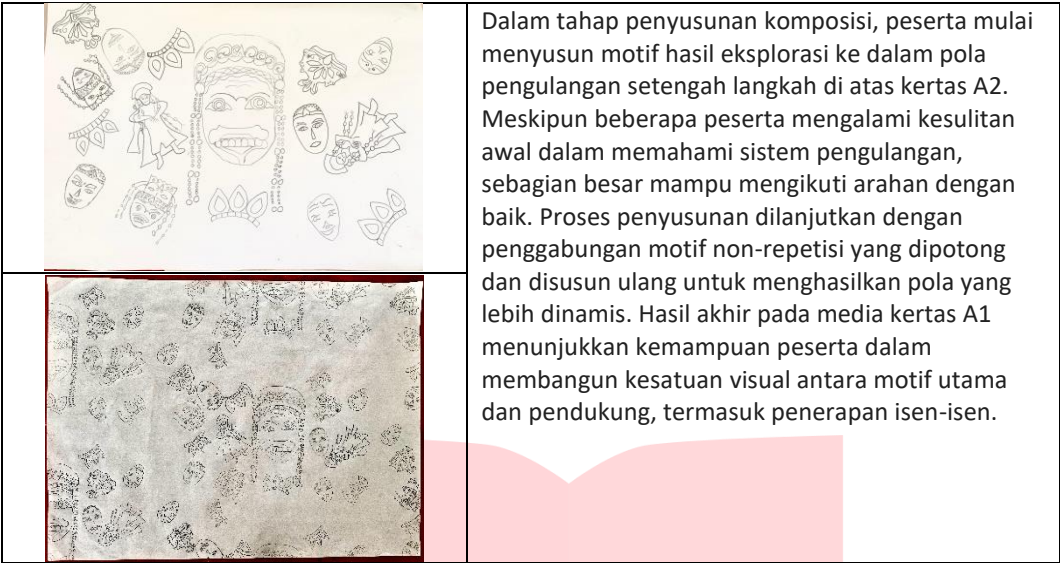 Dalam tahap penyusunan komposisi, peserta mulai
menyusun motif hasil eksplorasi ke dalam pola
pengulangan setengah langkah di atas kertas A2.
Meskipun beberapa peserta mengalami kesulitan
awal dalam memahami sistem pengulangan,
sebagian besar mampu mengikuti arahan dengan
baik. Proses penyusunan dilanjutkan dengan
penggabungan motif non-repetisi yang dipotong
dan disusun ulang untuk menghasilkan pola yang
lebih dinamis. Hasil akhir pada media kertas A1
menunjukkan kemampuan peserta dalam
membangun kesatuan visual antara motif utama
dan pendukung, termasuk penerapan isen-isen.